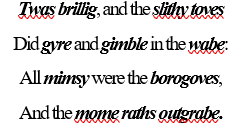 Twas brillig, and the slithy toves
Did gyre and gimble in the wabe:
All mimsy were the borogoves,
And the mome raths outgrabe.